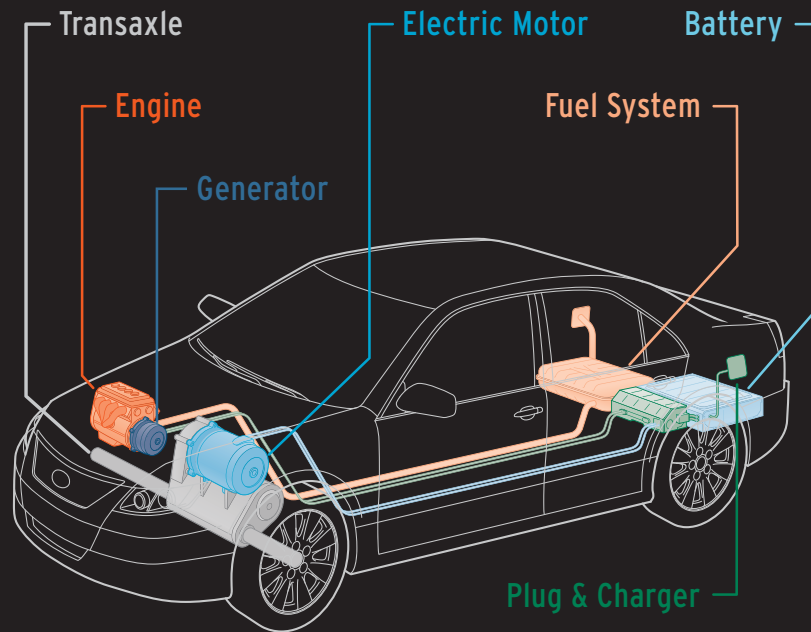 Transaxle
Electric Motor
Battery
Engine
Fuel System
Generator
Plug & Charger